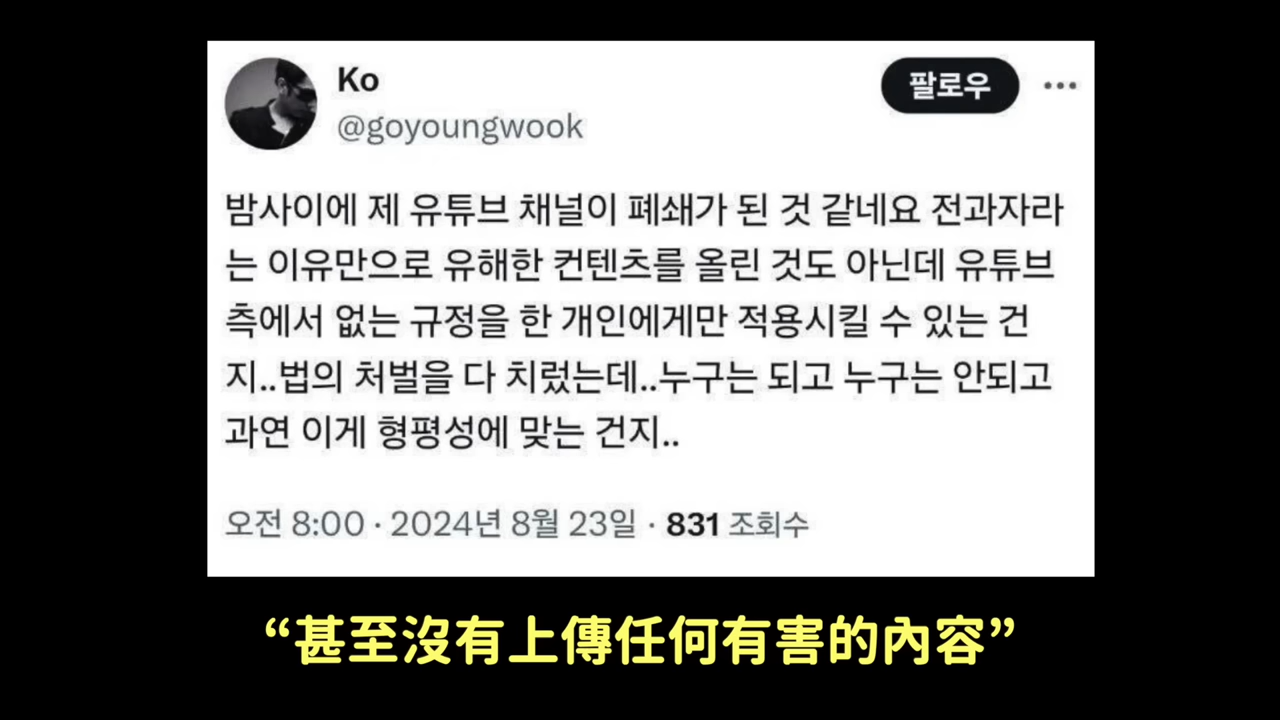 Ko
팔로우
@goyoungwook
밤사이에 제 유튜브 채널이 폐쇄가 된 것 같네요 전과자라
는 이유만으로 유해한 컨텐츠를 올린 것도 아닌데 유튜브
측에서 없는 규정을 한 개인에게만 적용시킬 수 있는 건
지..법의 처벌을 다 치렀는데..누구는 되고 누구는 안되고
과연 이게 형평성에 맞는 건지..
오전 8:00 · 2024년 8월 23일 · 831 조회수
“甚至沒有上傳任何有害的內容”